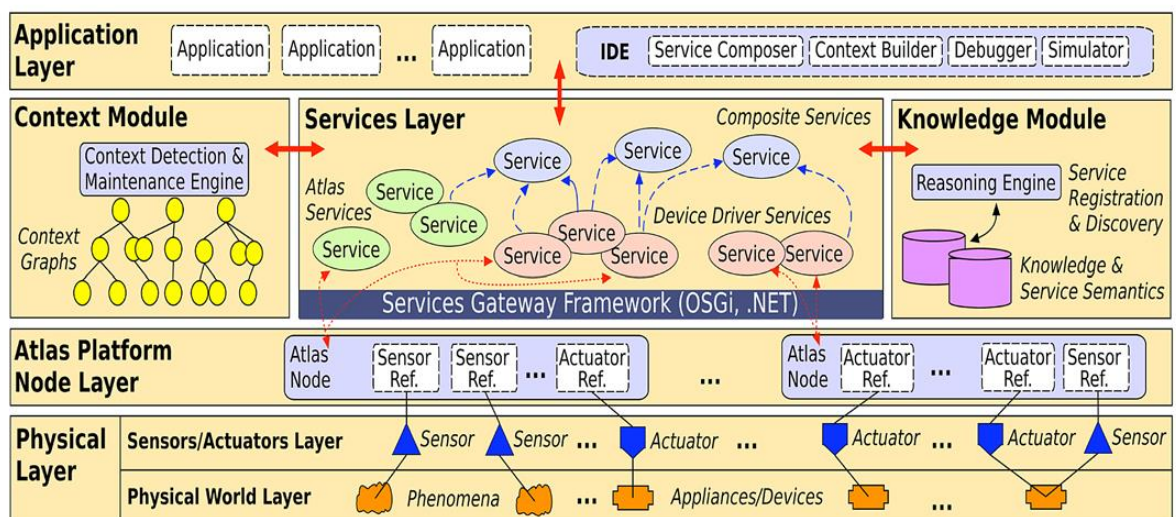 Application
Layer
Application
Application
...
Application
IDE
Service Composer
Context Builder
Debugger
Simulator
Context Module
Context Detection &
Maintenance Engine
Context
Graphs
Services Layer
Composite Services
Service
Service
Service
Atlas
Services
Service
Service
Service
Device Driver Services
Service
Service
Service
Service
Service
Services Gateway Framework (OSGi, .NET)
Knowledge Module
Reasoning Engine
Service
Registration
& Discovery
Knowledge &
Service Semantics
Atlas Platform
Node Layer
Atlas
Node
Sensor
Ref.
Sensor
Ref.
...
Actuator
Ref.
...
Atlas
Node
Actuator
Ref.
...
Actuator
Ref.
Sensor
Ref.
Physical
Layer
Sensors/Actuators Layer
Sensor
Sensor
...
Actuator
...
Actuator
...
Actuator
Sensor
Physical World Layer
Phenomena
...
Appliances/Devices
...